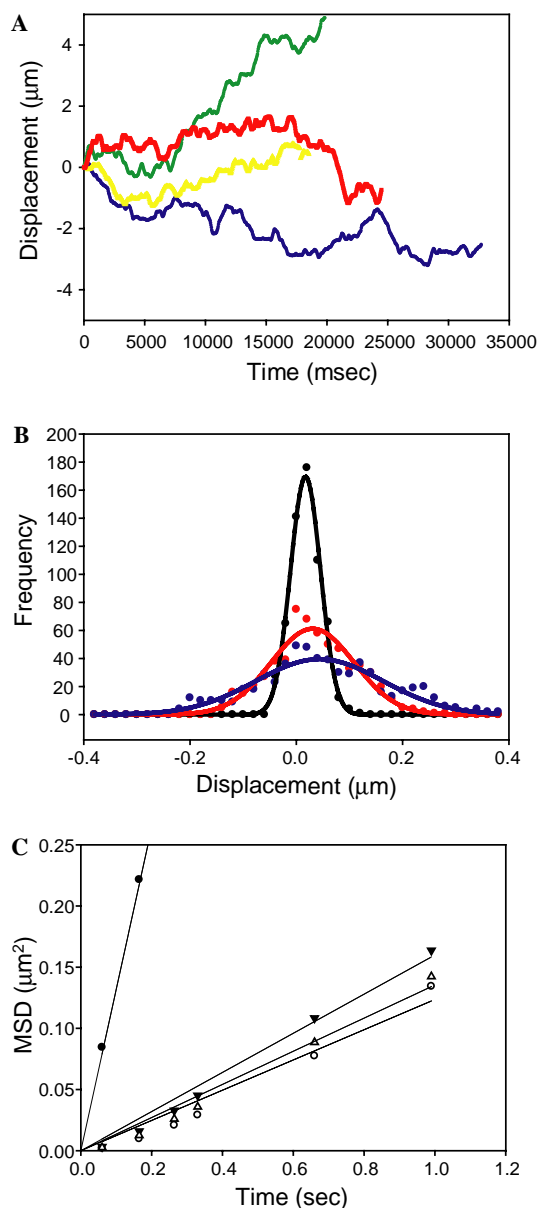 A
4
2
0
-2
-4
Displacement (μm)
0 5000 10000 15000 20000 25000 30000 35000
Time (msec)
B
200
180
160
140
120
100
80
60
40
20
0
Frequency
-0.4 -0.2 0.0 0.2 0.4
Displacement (μm)
C
0.25
0.20
0.15
0.10
0.05
0.00
MSD (μm²)
0.0 0.2 0.4 0.6 0.8 1.0 1.2
Time (sec)